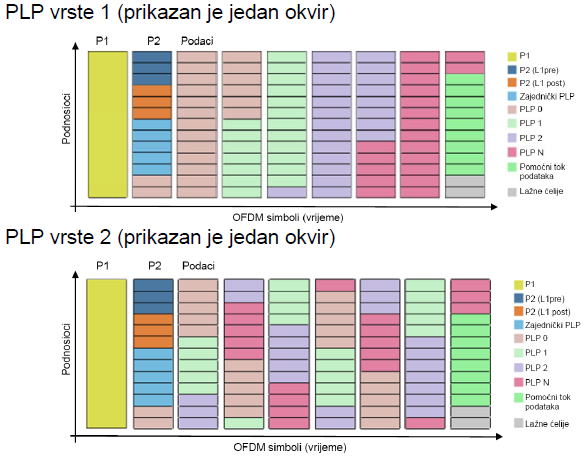 PLP vrste 1 (prikazan je jedan okvir)
P1 P2 Podaci
Podnosioci
P1
P2 (L1pre)
P2 (L1 post)
Zajednički PLP
PLP 0
PLP 1
PLP 2
PLP N
Pomoćni tok
podataka
Lažne ćelije
OFDM simboli (vrijeme)
PLP vrste 2 (prikazan je jedan okvir)
P1 P2 Podaci
Podnosioci
P1
P2 (L1pre)
P2 (L1 post)
Zajednički PLP
PLP 0
PLP 1
PLP 2
PLP N
Pomoćni tok
podataka
Lažne ćelije
OFDM simboli (vrijeme)